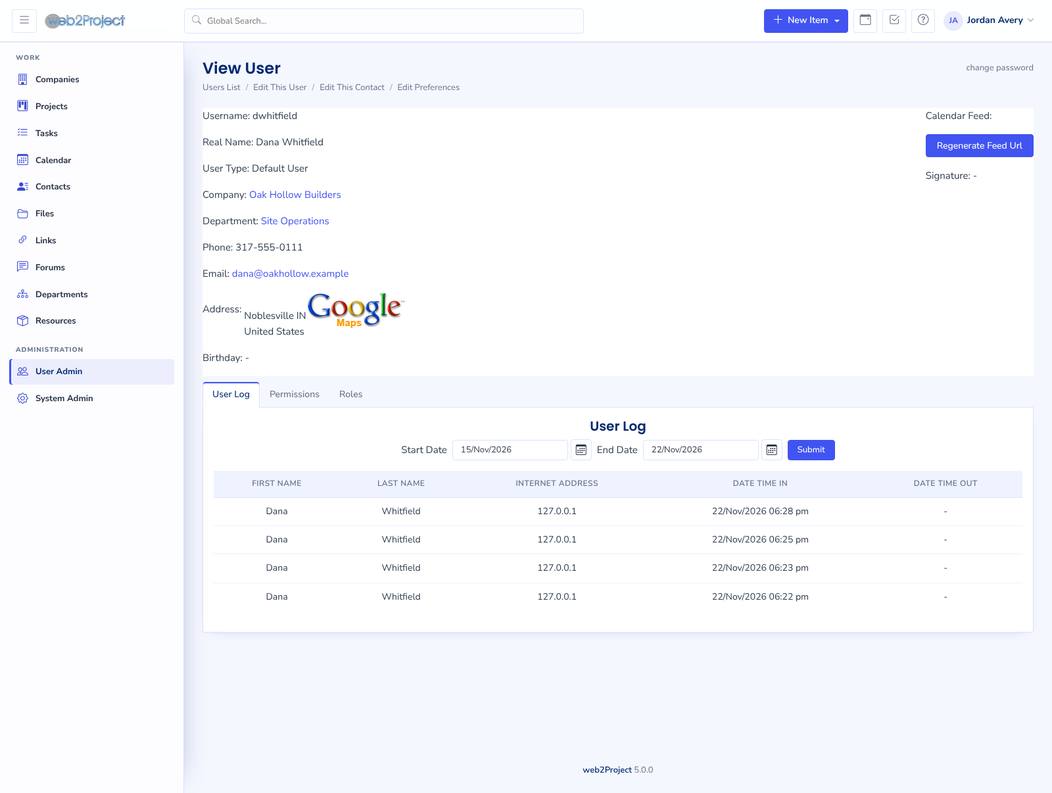 web2Project
Global Search...
New Item
JA
Jordan Avery
WORK
Companies
Projects
Tasks
Calendar
Contacts
Files
Links
Forums
Departments
Resources
ADMINISTRATION
User Admin
System Admin
View User
change password
Users List / Edit This User / Edit This Contact / Edit Preferences
Username: dwhitfield
Real Name: Dana Whitfield
User Type: Default User
Company: Oak Hollow Builders
Department: Site Operations
Phone: 317-555-0111
Email: dana@oakhollow.example
Address:
Noblesville IN
United States
Google™
Maps
Birthday: -
Calendar Feed:
Regenerate Feed Url
Signature: -
User Log Permissions Roles
User Log
Start Date 15/Nov/2026 End Date 22/Nov/2026 Submit
FIRST NAME LAST NAME INTERNET ADDRESS DATE TIME IN DATE TIME OUT
Dana Whitfield 127.0.0.1 22/Nov/2026 06:28 pm -
Dana Whitfield 127.0.0.1 22/Nov/2026 06:25 pm -
Dana Whitfield 127.0.0.1 22/Nov/2026 06:23 pm -
Dana Whitfield 127.0.0.1 22/Nov/2026 06:22 pm -
web2Project 5.0.0